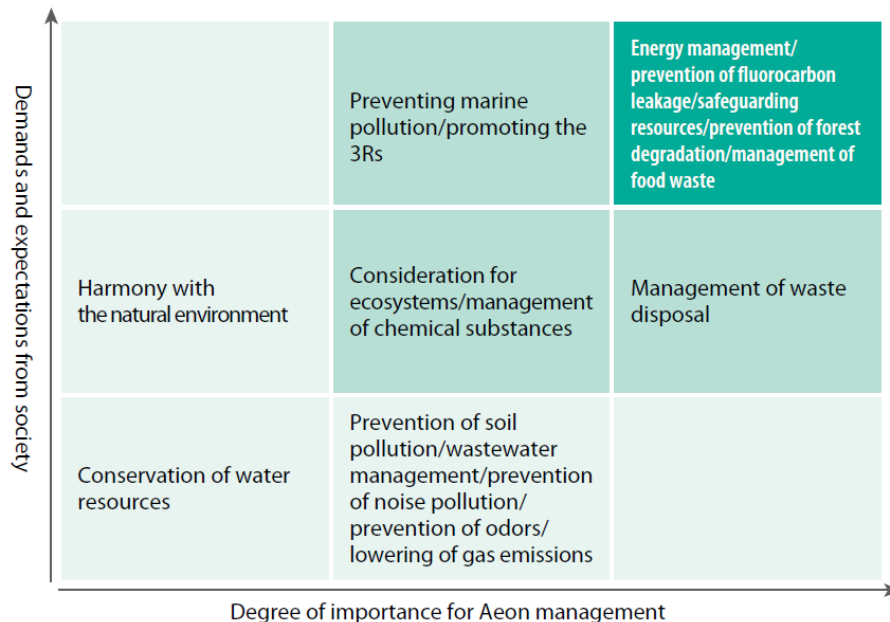 Demands and expectations from society
Preventing marine
pollution/promoting the
3Rs
Energy management/
prevention of fluorocarbon
leakage/safeguarding
resources/prevention of forest
degradation/management of
food waste
Harmony with
the natural environment
Consideration for
ecosystems/management
of chemical substances
Management of waste
disposal
Conservation of water
resources
Prevention of soil
pollution/wastewater
management/prevention
of noise pollution/
prevention of odors/
lowering of gas emissions
Degree of importance for Aeon management